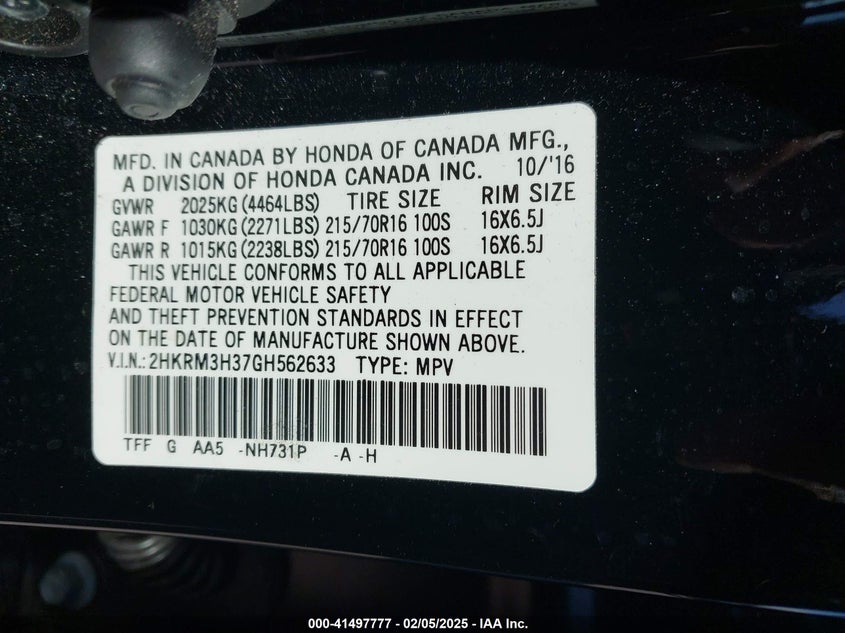 MFD. IN CANADA BY HONDA OF CANADA MFG.,
A DIVISION OF HONDA CANADA INC. 10/'16
GVWR 2025KG(4464LBS) TIRE SIZE RIM SIZE
GAWR F 1030KG(2271LBS) 215/70R16 100S 16X6.5J
GAWR R 1015KG(2238LBS) 215/70R16 100S 16X6.5J
THIS VEHICLE CONFORMS TO ALL APPLICABLE
FEDERAL MOTOR VEHICLE SAFETY
AND THEFT PREVENTION STANDARDS IN EFFECT
ON THE DATE OF MANUFACTURE SHOWN ABOVE.
V.I.N.: 2HKRM3H37GH562633 TYPE: MPV
TFF G AA5 -NH731P -A -H
000-41497777 - 02/05/2025 - IAA Inc.